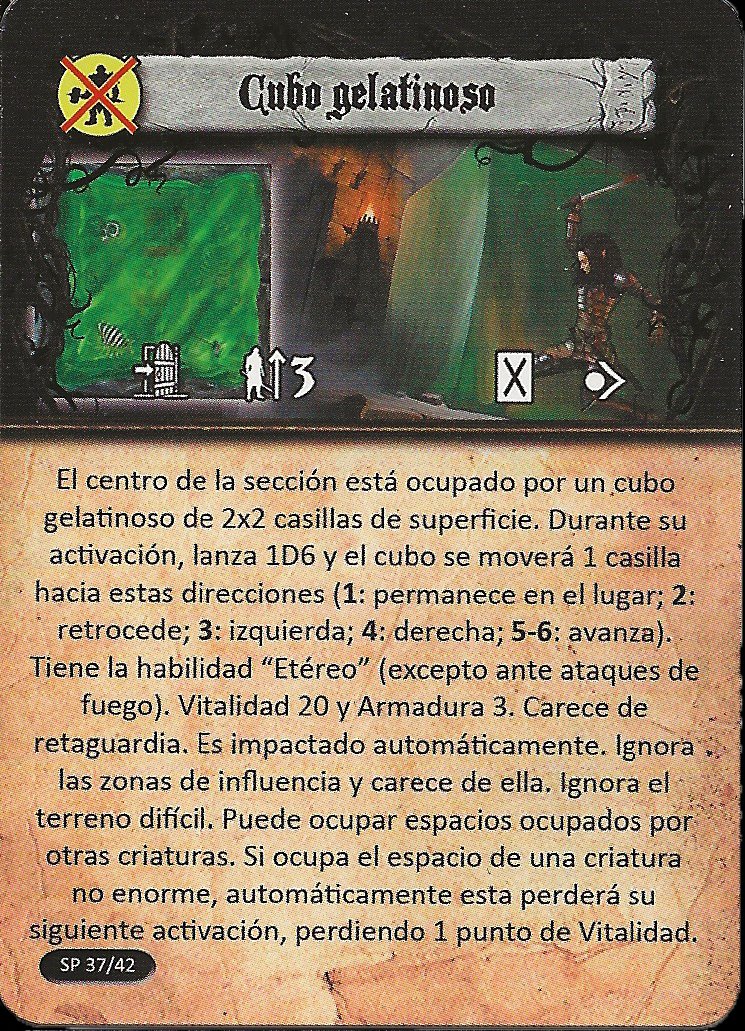 Cubo gelatinoso
3
X
El centro de la sección está ocupado por un cubo
gelatinoso de 2x2 casillas de superficie. Durante su
activación, lanza 1D6 y el cubo se moverá 1 casilla
hacia estas direcciones (1: permanece en el lugar; 2:
retrocede; 3: izquierda; 4: derecha; 5-6: avanza).
Tiene la habilidad “Etéreo” (excepto ante ataques de
fuego). Vitalidad 20 y Armadura 3. Carece de
retaguardia. Es impactado automáticamente. Ignora
las zonas de influencia y carece de ella. Ignora el
terreno difícil. Puede ocupar espacios ocupados por
otras criaturas. Si ocupa el espacio de una criatura
no enorme, automáticamente esta perderá su
siguiente activación, perdiendo 1 punto de Vitalidad.
SP 37/42